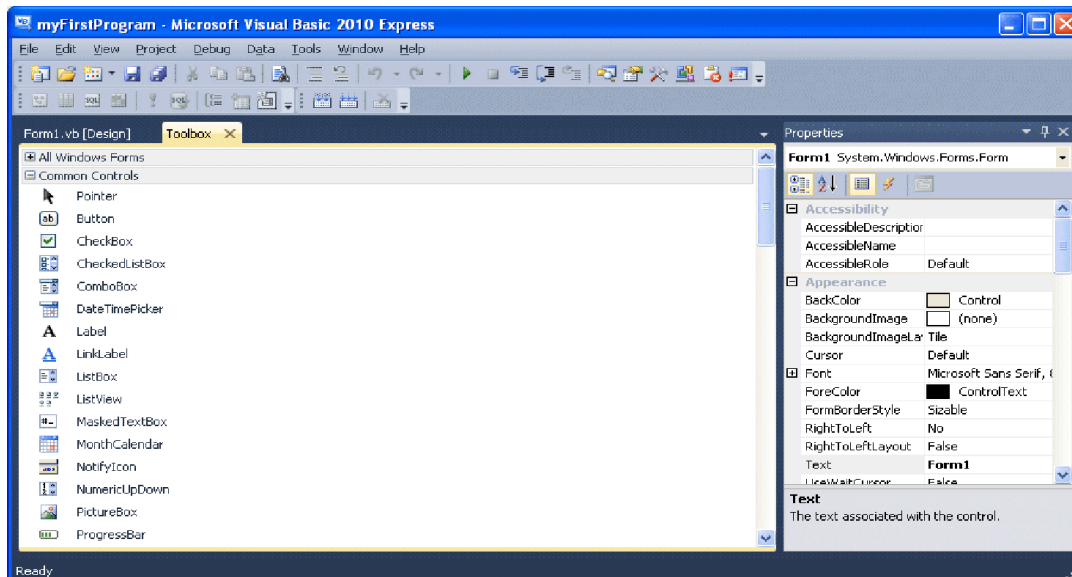 myFirstProgram - Microsoft Visual Basic 2010 Express
File Edit View Project Debug Data Tools Window Help
Form1.vb [Design] Toolbox
All Windows Forms
Common Controls
Pointer
Button
CheckBox
CheckedListBox
ComboBox
DateTimePicker
Label
LinkLabel
ListBox
ListView
MaskedTextBox
MonthCalendar
NotifyIcon
NumericUpDown
PictureBox
ProgressBar
Properties
Form1 System.Windows.Forms.Form
Accessibility
AccessibleDescription
AccessibleName
AccessibleRole Default
Appearance
BackColor Control
BackgroundImage (none)
BackgroundImageLa Tile
Cursor Default
Font Microsoft Sans Serif,
ForeColor ControlText
FormBorderStyle Sizable
RightToLeft No
RightToLeftLayout False
Text Form1
UseWaitCursor False
Text
The text associated with the control.
Ready